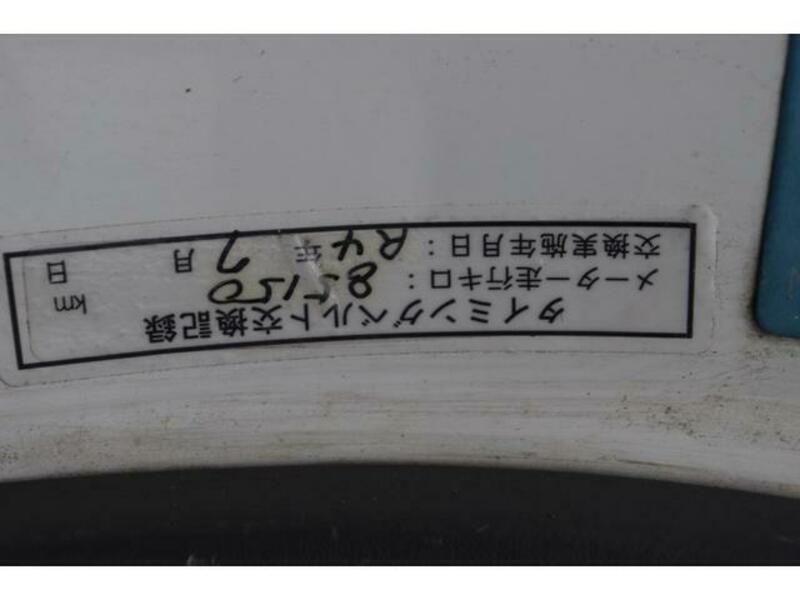 タイミングベルト交換記録
メーター走行キロ：85150 km
交換実施年月日：R4年 7月 日